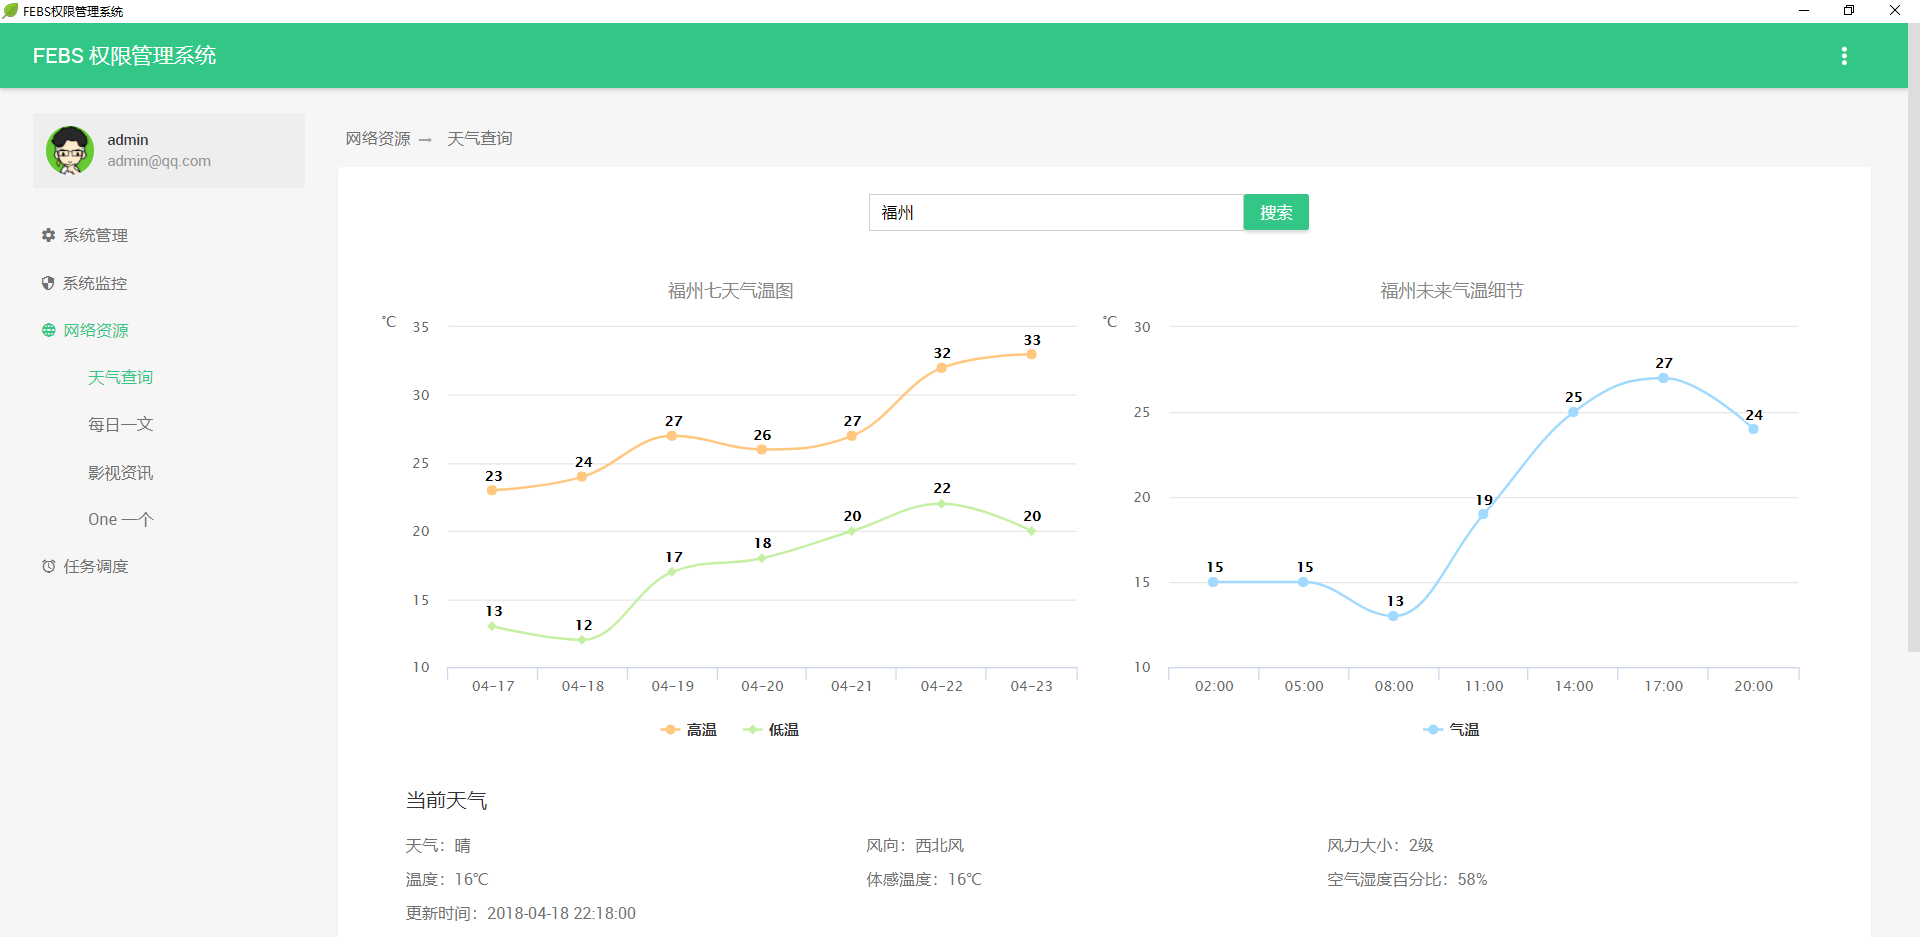 FEBS权限管理系统
FEBS 权限管理系统
admin
admin@qq.com
系统管理
系统监控
网络资源
天气查询
每日一文
影视资讯
One 一个
任务调度
网络资源 → 天气查询
福州
搜索
福州七天气温图
°C
35
30
25
20
15
10
23
24
27
26
27
32
33
13
12
17
18
20
22
20
04-17 04-18 04-19 04-20 04-21 04-22 04-23
高温 低温
福州未来气温细节
°C
30
25
20
15
10
15
15
13
19
25
27
24
02:00 05:00 08:00 11:00 14:00 17:00 20:00
气温
当前天气
天气：晴 风向：西北风 风力大小：2级
温度：16℃ 体感温度：16℃ 空气湿度百分比：58%
更新时间：2018-04-18 22:18:00